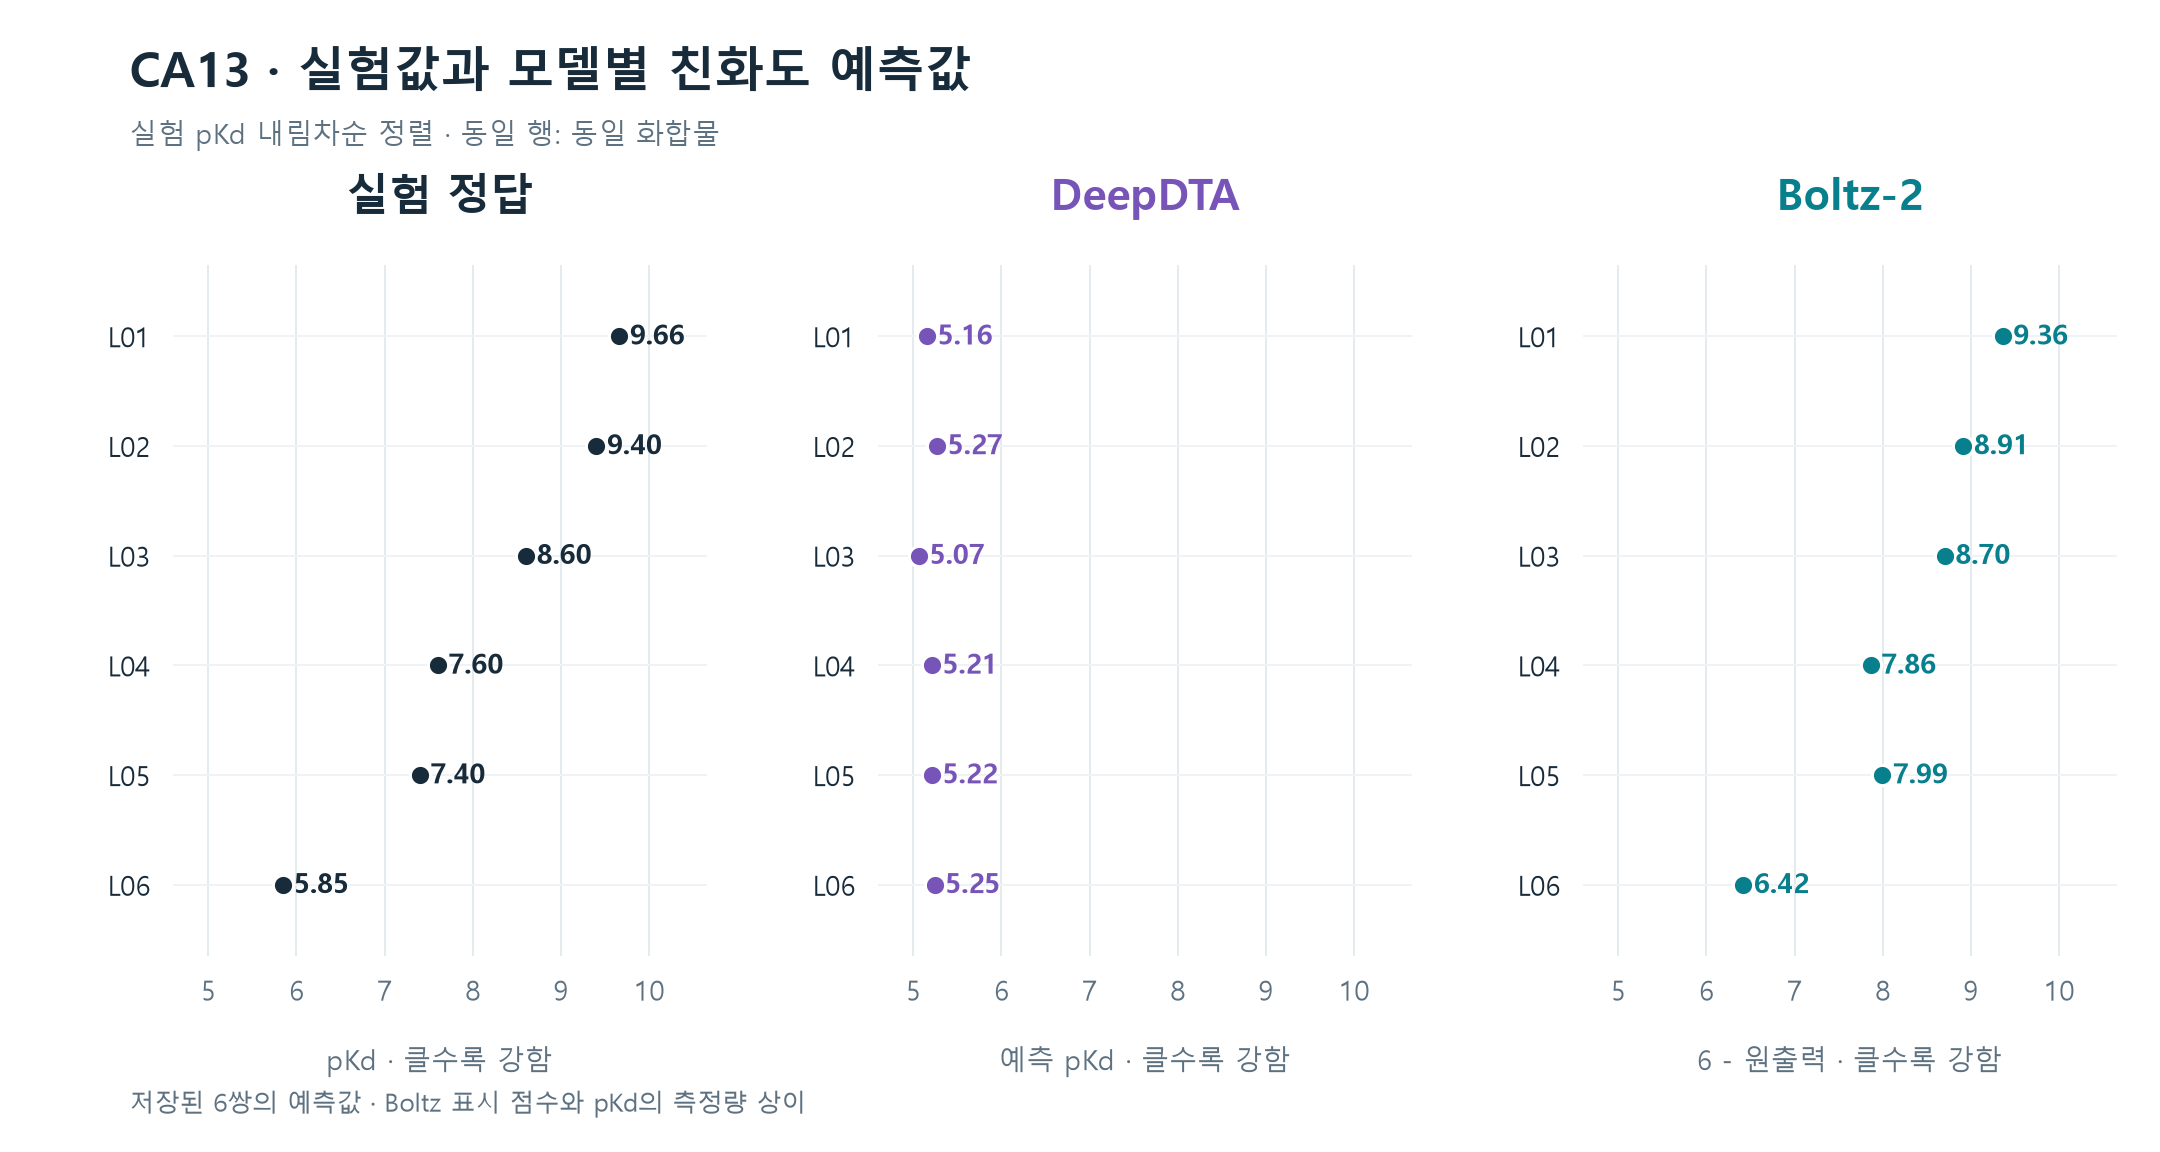 CA13 · 실험값과 모델별 친화도 예측값
실험 pKd 내림차순 정렬 · 동일 행: 동일 화합물
실험 정답
L01 9.66
L02 9.40
L03 8.60
L04 7.60
L05 7.40
L06 5.85
5 6 7 8 9 10
pKd · 클수록 강함
DeepDTA
L01 5.16
L02 5.27
L03 5.07
L04 5.21
L05 5.22
L06 5.25
5 6 7 8 9 10
예측 pKd · 클수록 강함
Boltz-2
L01 9.36
L02 8.91
L03 8.70
L04 7.86
L05 7.99
L06 6.42
5 6 7 8 9 10
6 - 원출력 · 클수록 강함
저장된 6쌍의 예측값 · Boltz 표시 점수와 pKd의 측정량 상이